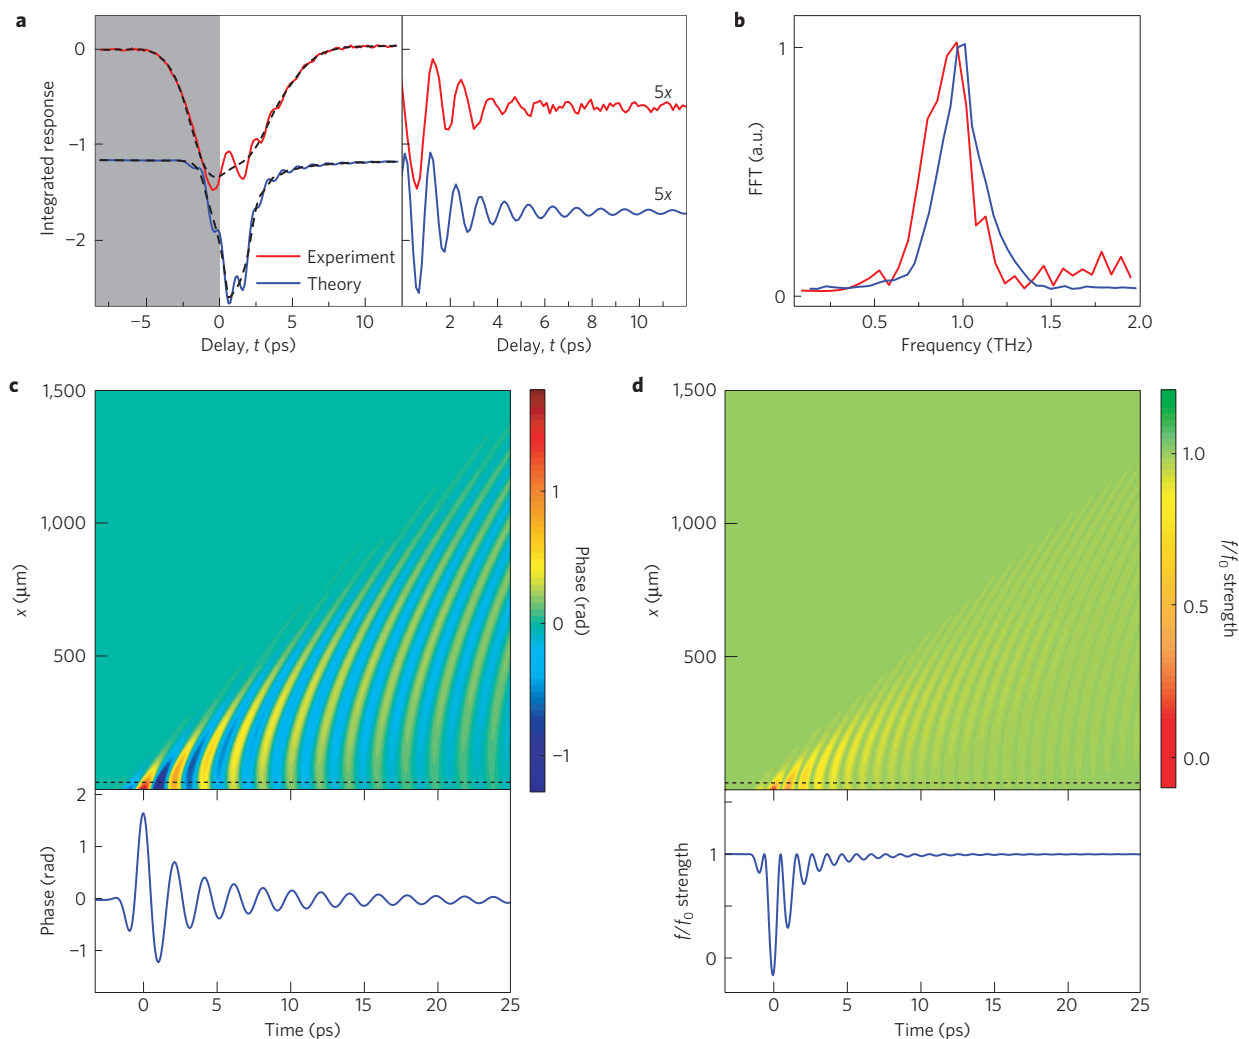 a
b
0
−1
−2
Integrated response
5x
5x
Experiment
Theory
−5
0
5
10
2
4
6
8
10
Delay, t (ps)
Delay, t (ps)
1
0
FFT (a.u.)
0.5
1.0
1.5
2.0
Frequency (THz)
c
d
1,500
1,000
500
x (μm)
1
0
−1
Phase (rad)
2
1
0
−1
Phase (rad)
0
5
10
15
20
25
Time (ps)
1,500
1,000
500
x (μm)
1.0
0.5
0.0
f/f0 strength
1
0
f/f0 strength
0
5
10
15
20
25
Time (ps)